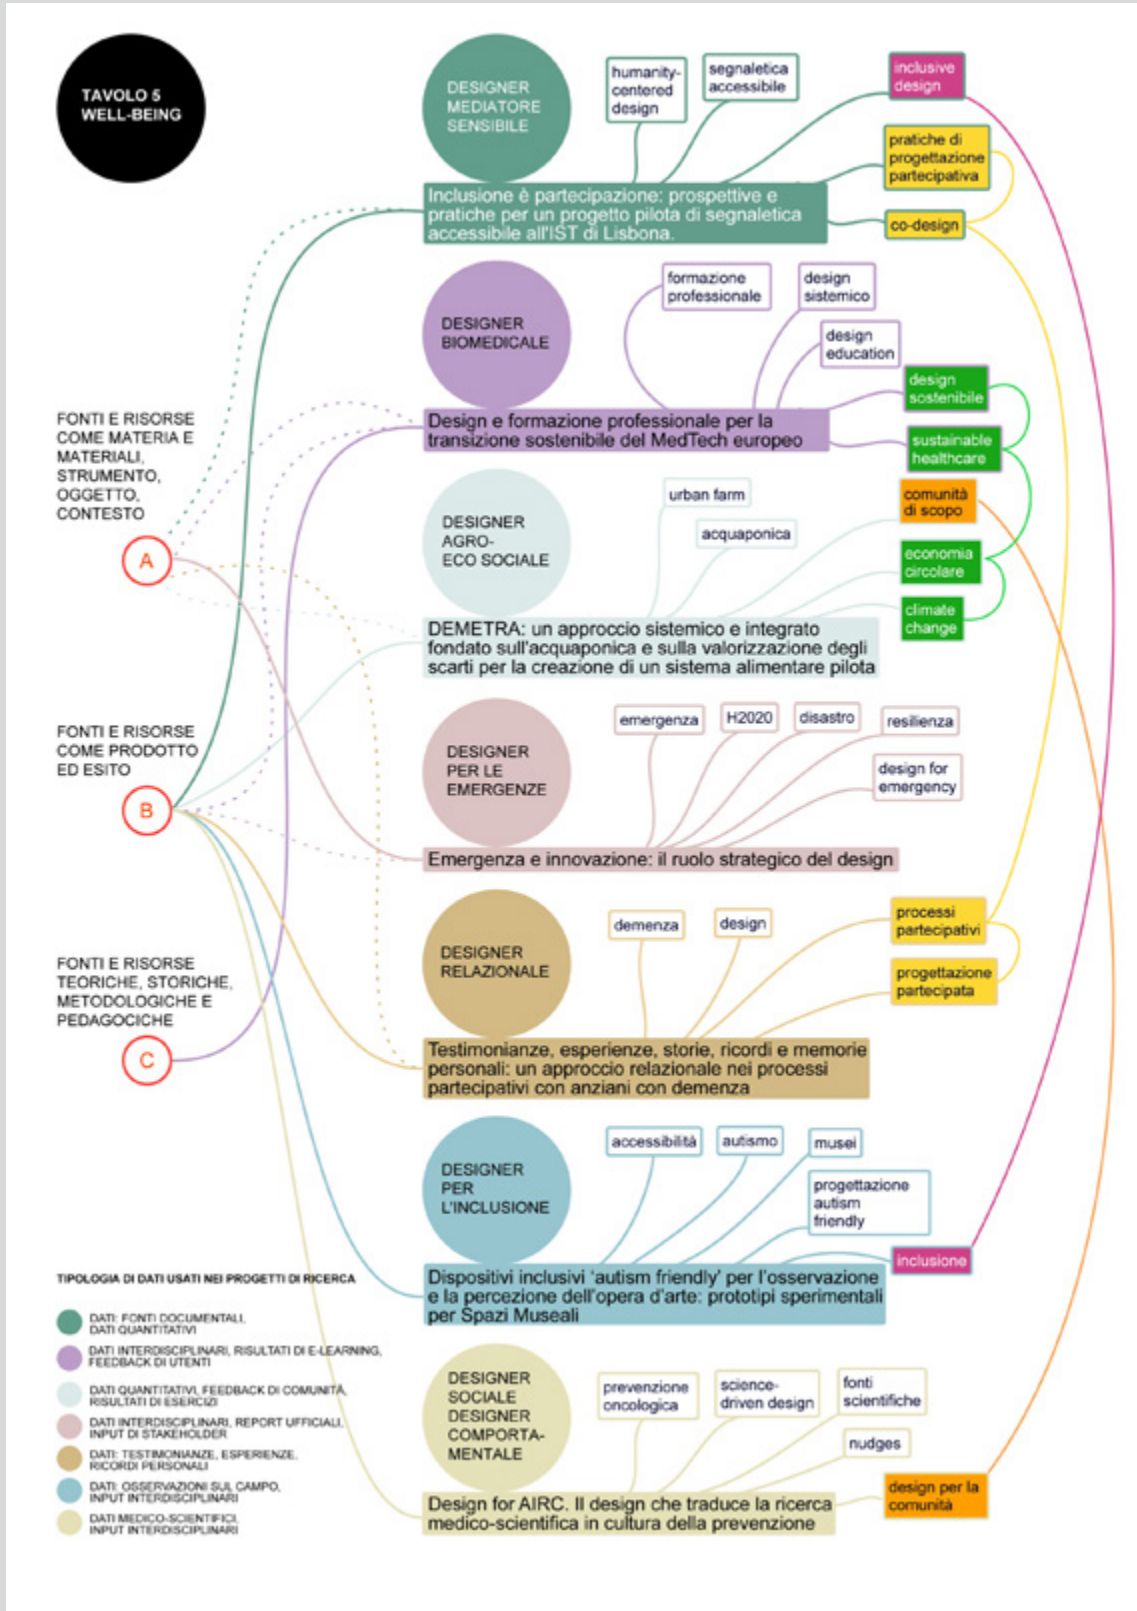 TAVOLO 5
WELL-BEING
DESIGNER
MEDIATORE
SENSIBILE
humanity-
centered
design
segnaletica
accessibile
inclusive
design
pratiche di
progettazione
partecipativa
co-design
Inclusione è partecipazione: prospettive e
pratiche per un progetto pilota di segnaletica
accessibile all'IST di Lisbona.
DESIGNER
BIOMEDICALE
formazione
professionale
design
sistemico
design
education
design
sostenibile
sustainable
healthcare
Design e formazione professionale per la
transizione sostenibile del MedTech europeo
FONTI E RISORSE
COME MATERIA E
MATERIALI,
STRUMENTO,
OGGETTO,
CONTESTO
A
DESIGNER
AGRO-
ECO SOCIALE
urban farm
acquaponica
comunità
di scopo
economia
circolare
climate
change
DEMETRA: un approccio sistemico e integrato
fondato sull'acquaponica e sulla valorizzazione degli
scarti per la creazione di un sistema alimentare pilota
FONTI E RISORSE
COME PRODOTTO
ED ESITO
B
DESIGNER
PER LE
EMERGENZE
emergenza
H2020
disastro
resilienza
design for
emergency
Emergenza e innovazione: il ruolo strategico del design
DESIGNER
RELAZIONALE
demenza
design
processi
partecipativi
progettazione
partecipata
FONTI E RISORSE
TEORICHE, STORICHE,
METODOLOGICHE E
PEDAGOCICHE
C
Testimonianze, esperienze, storie, ricordi e memorie
personali: un approccio relazionale nei processi
partecipativi con anziani con demenza
DESIGNER
PER
L'INCLUSIONE
accessibilità
autismo
musei
progettazione
autism
friendly
inclusione
Dispositivi inclusivi ‘autism friendly’ per l'osservazione
e la percezione dell'opera d'arte: prototipi sperimentali
per Spazi Museali
TIPOLOGIA DI DATI USATI NEI PROGETTI DI RICERCA
DATI: FONTI DOCUMENTALI,
DATI QUANTITATIVI
DATI INTERDISCIPLINARI, RISULTATI DI E-LEARNING,
FEEDBACK DI UTENTI
DATI QUANTITATIVI, FEEDBACK DI COMUNITÀ,
RISULTATI DI ESERCIZI
DATI INTERDISCIPLINARI, REPORT UFFICIALI,
INPUT DI STAKEHOLDER
DATI: TESTIMONIANZE, ESPERIENZE,
RICORDI PERSONALI
DATI: OSSERVAZIONI SUL CAMPO,
INPUT INTERDISCIPLINARI
DATI MEDICO-SCIENTIFICI,
INPUT INTERDISCIPLINARI
DESIGNER
SOCIALE
DESIGNER
COMPORTA-
MENTALE
prevenzione
oncologica
science-
driven design
fonti
scientifiche
nudges
design per la
comunità
Design for AIRC. Il design che traduce la ricerca
medico-scientifica in cultura della prevenzione